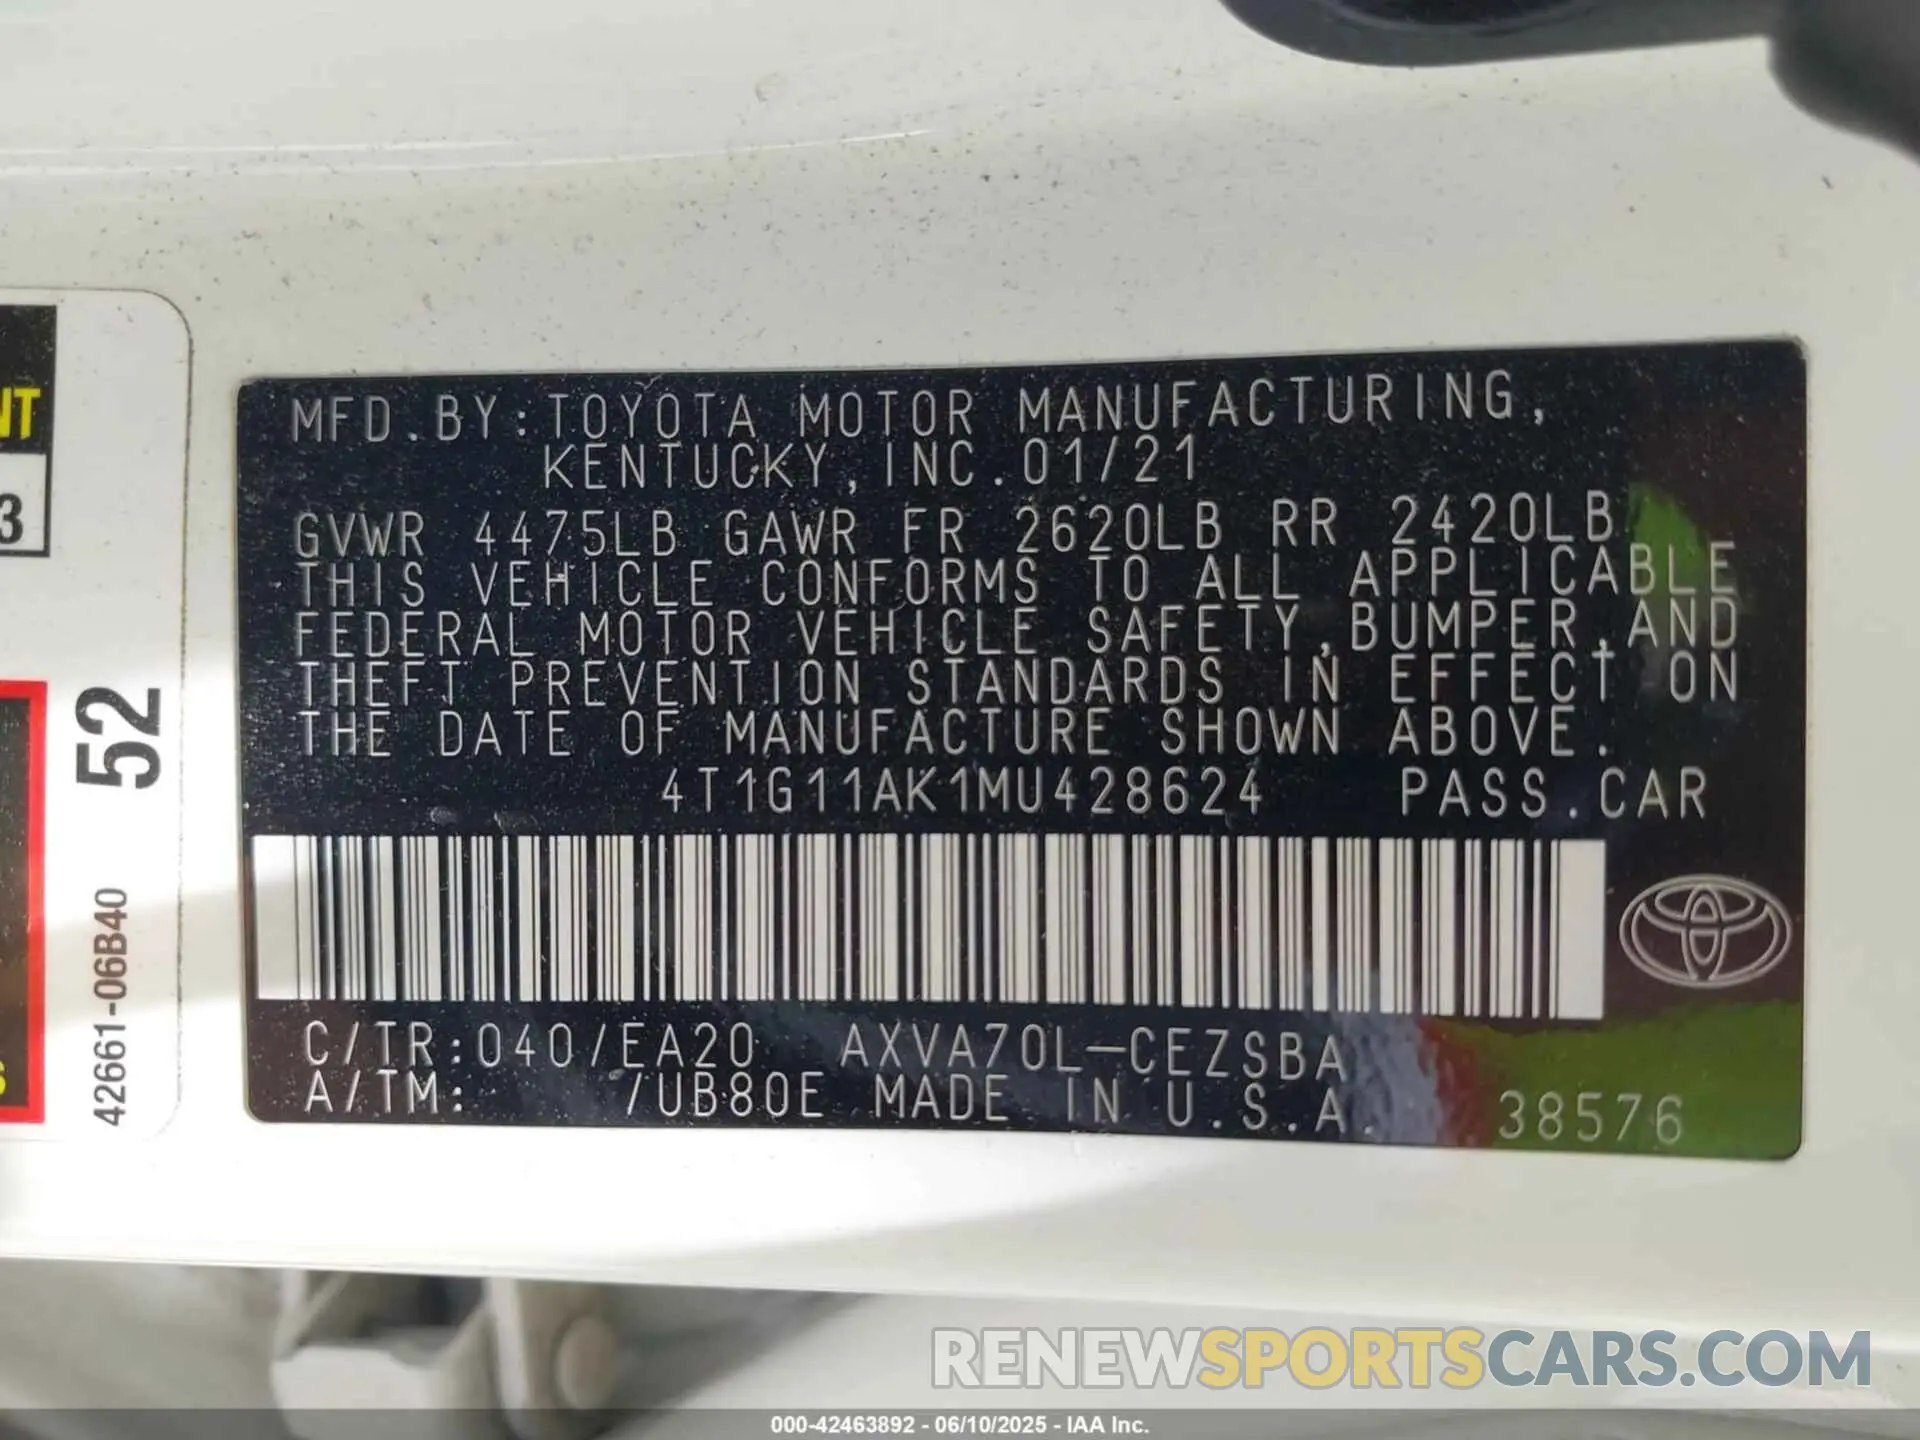 NT
3
52
42661-06B40
MFD.BY:TOYOTA MOTOR MANUFACTURING,
KENTUCKY,INC.01/21
GVWR 4475LB GAWR FR 2620LB RR 2420LB
THIS VEHICLE CONFORMS TO ALL APPLICABLE
FEDERAL MOTOR VEHICLE SAFETY,BUMPER,AND
THEFT PREVENTION STANDARDS IN EFFECT ON
THE DATE OF MANUFACTURE SHOWN ABOVE.
4T1G11AK1MU428624 PASS.CAR
C/TR:040/EA20 AXVA70L-CEZSBA
A/TM: /UB80E MADE IN U.S.A. 38576
RENEWSPORTSCARS.COM
000-42463892 - 06/10/2025 - IAA Inc.